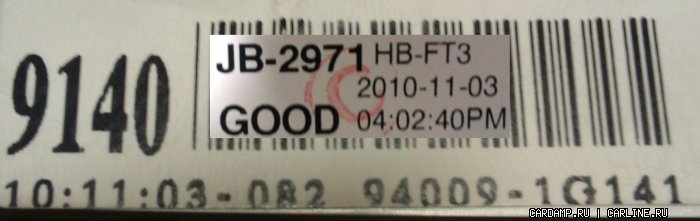 9140
JB-2971 HB-FT3
2010-11-03
GOOD 04:02:40PM
10:11:03-082 94009-1G141
CARDAMP.RU | CARLINE.RU